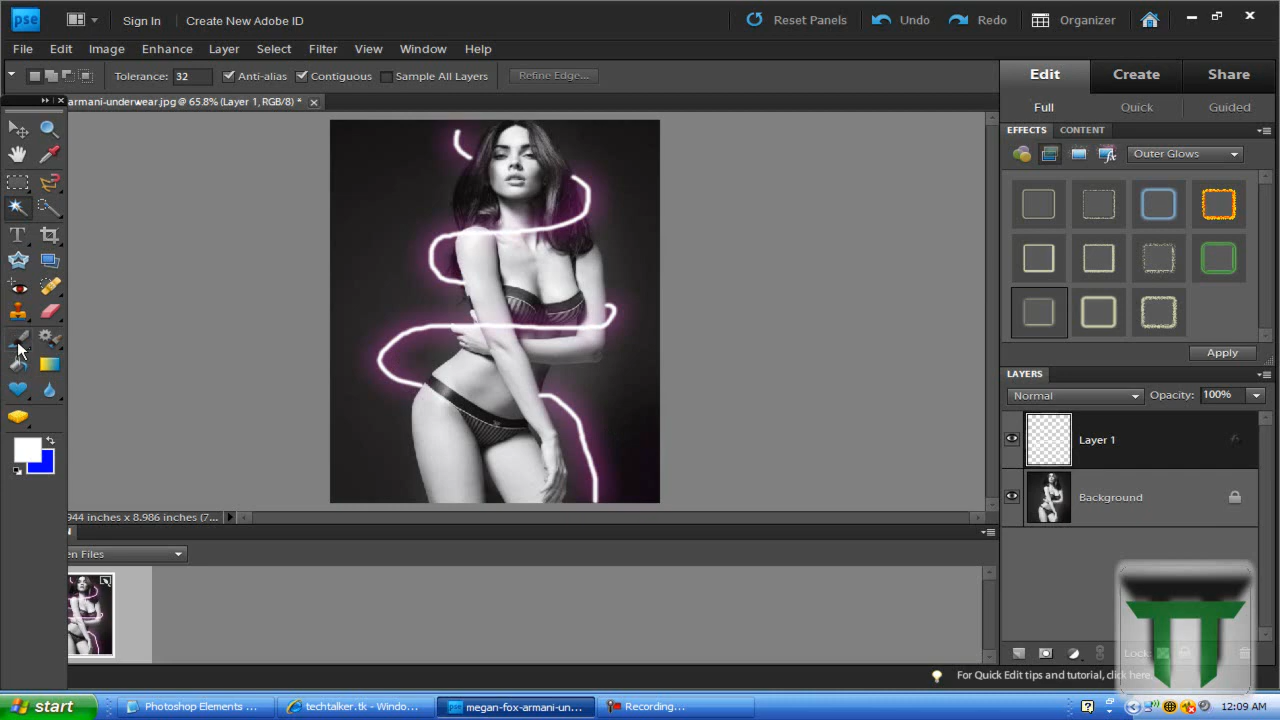 pse
Sign In
Create New Adobe ID
Reset Panels
Undo
Redo
Organizer
File Edit Image Enhance Layer Select Filter View Window Help
Tolerance: 32 Anti-alias Contiguous Sample All Layers Refine Edge...
Edit Create Share
armani-underwear.jpg @ 65.8% (Layer 1, RGB/8) *
Full Quick Guided
EFFECTS CONTENT
Outer Glows
Apply
LAYERS
Normal Opacity: 100%
Layer 1
Background
944 inches x 8.986 inches (7...
en Files
Lock:
For Quick Edit tips and tutorial, click here.
start Photoshop Elements ... techtalker.tk - Windo... megan-fox-armani-un... Recording... 12:09 AM